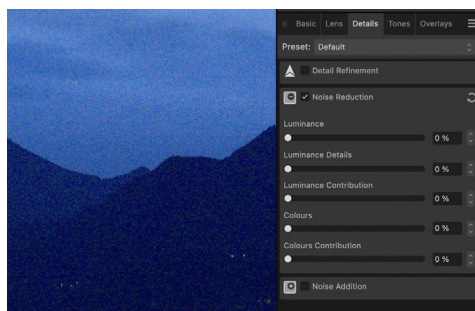 Basic Lens Details Tones Overlays
Preset: Default
Detail Refinement
Noise Reduction
Luminance
0 %
Luminance Details
0 %
Luminance Contribution
0 %
Colours
0 %
Colours Contribution
0 %
Noise Addition